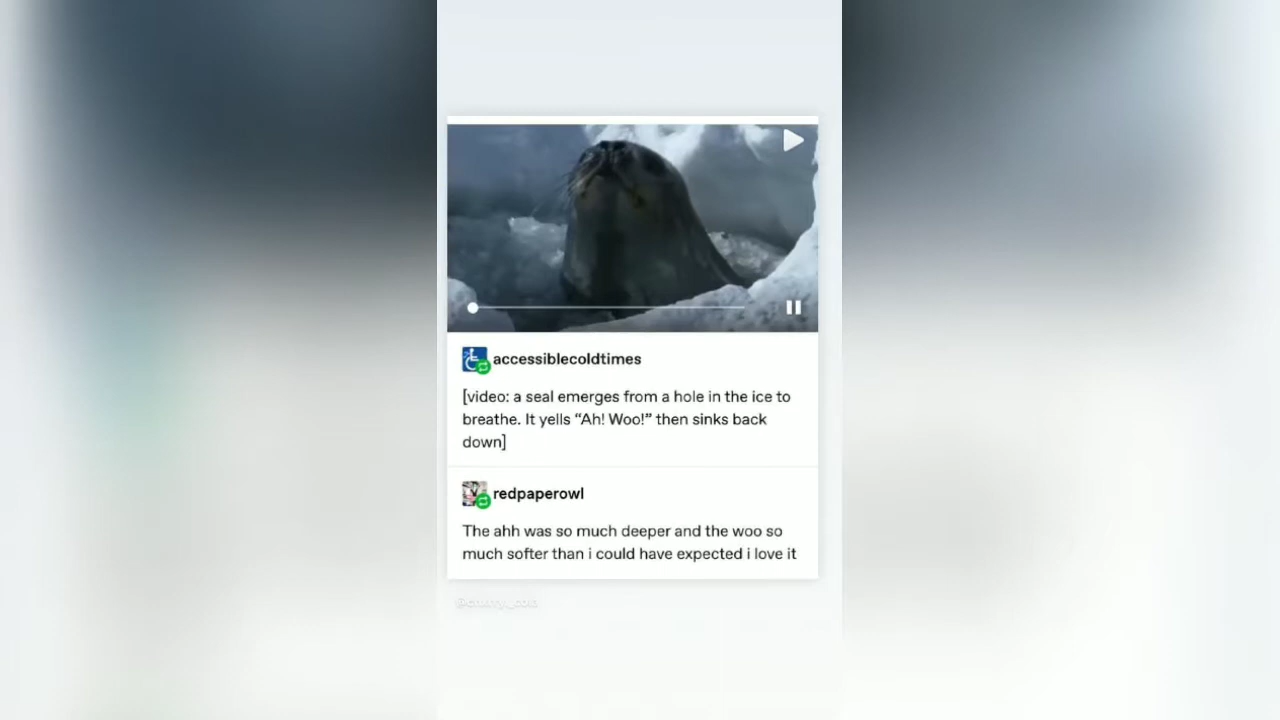 accessiblecoldtimes
[video: a seal emerges from a hole in the ice to
breathe. It yells “Ah! Woo!” then sinks back
down]
redpaperowl
The ahh was so much deeper and the woo so
much softer than i could have expected i love it